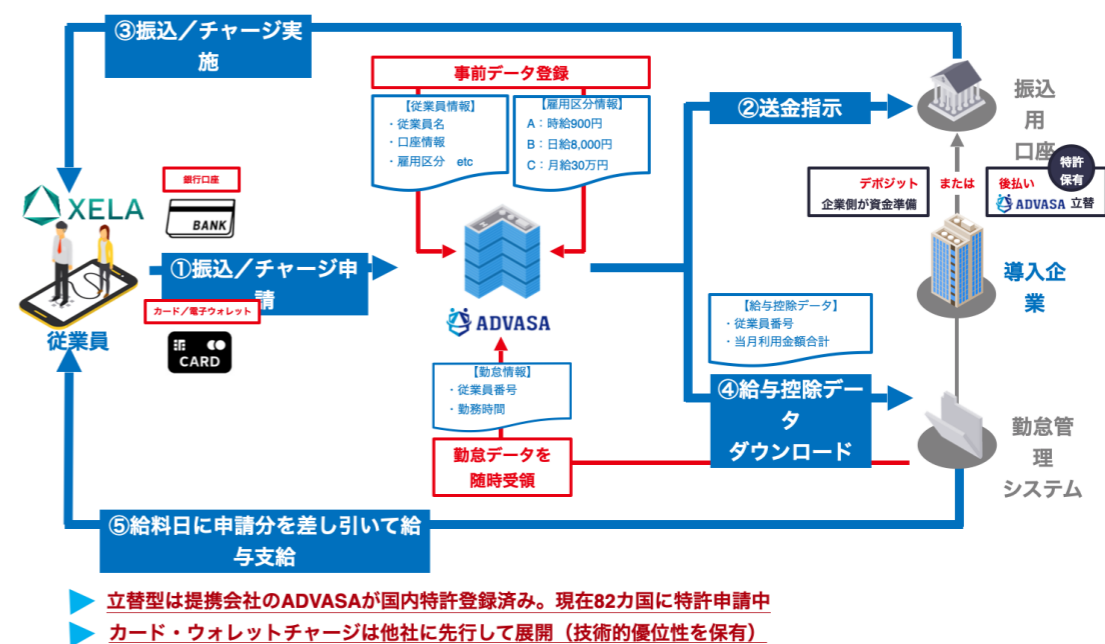 ③振込／チャージ実
施
事前データ登録
【従業員情報】
・従業員名
・口座情報
・雇用区分　etc
【雇用区分情報】
A：時給900円
B：日給8,000円
C：月給30万円
②送金指示
振込
用
口座
特許
保有
デポジット
企業側が資金準備
または
後払い
ADVASA 立替
銀行口座
BANK
XELA
①振込／チャージ申
請
カード／電子ウォレット
CARD
従業員
ADVASA
導入企
業
【給与控除データ】
・従業員番号
・当月利用金額合計
【勤怠情報】
・従業員番号
・勤務時間
④給与控除デー
タ
ダウンロード
勤怠データを
随時受領
勤怠管
理
システム
⑤給料日に申請分を差し引いて給
与支給
立替型は提携会社のADVASAが国内特許登録済み。現在82カ国に特許申請中
カード・ウォレットチャージは他社に先行して展開（技術的優位性を保有）